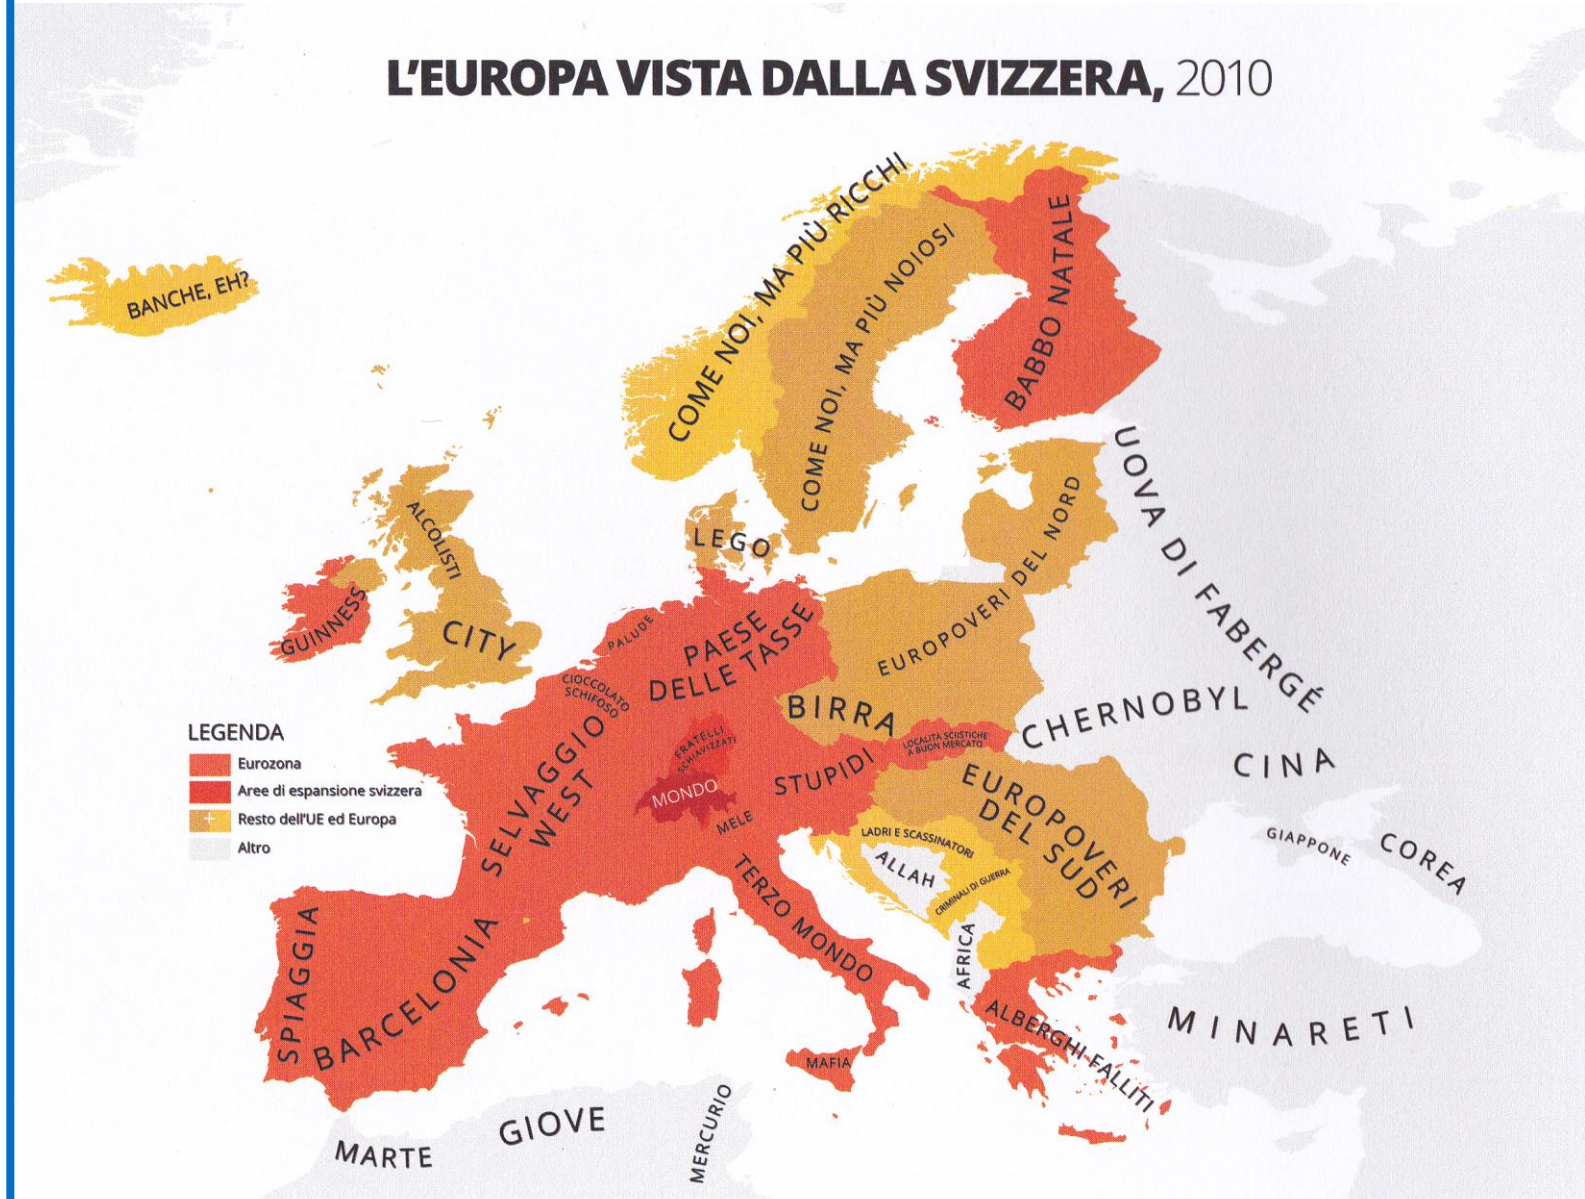 L'EUROPA VISTA DALLA SVIZZERA, 2010
BANCHE, EH?
COME NOI, MA PIÙ RICCHI
COME NOI, MA PIÙ NOIOSI
BABBO NATALE
UOVA DI FABERGÉ
ALCOLISTI
GUINNESS
CITY
LEGO
PALUDE
PAESE
DELLE TASSE
EUROPOVERI DEL NORD
CIOCCOLATO
SCHIFOSO
BIRRA
CHERNOBYL
LOCALITÀ SCIISTICHE
A BUON MERCATO
FRATELLI
SCHIAVIZZATI
SELVAGGIO
WEST
MONDO
STUPIDI
MELE
EUROPOVERI
DEL SUD
CINA
GIAPPONE
COREA
LADRI E SCASSINATORI
ALLAH
CRIMINALI DI GUERRA
AFRICA
TERZO MONDO
SPIAGGIA
BARCELONIA
MAFIA
ALBERGHI FALLITI
MINARETI
MARTE
GIOVE
MERCURIO
LEGENDA
Eurozona
Aree di espansione svizzera
Resto dell'UE ed Europa
Altro